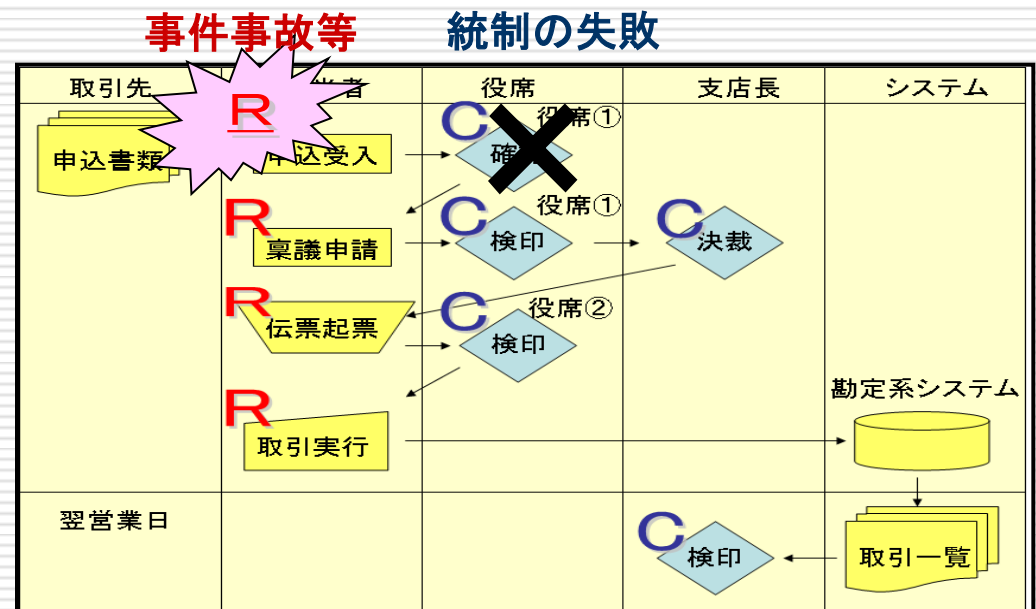 事件事故等 統制の失敗
取引先 当者 役席 支店長 システム
R
C 役席①
申込書類 申込受入 確
R C 役席① C
稟議申請 検印 決裁
R C 役席②
伝票起票 検印
R 勘定系システム
取引実行
翌営業日
C
検印 取引一覧